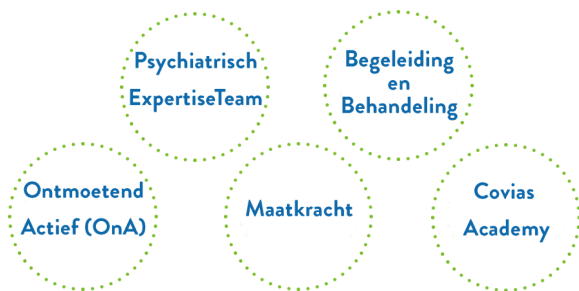 Psychiatrisch
ExpertiseTeam
Begeleiding
en
Behandeling
Ontmoetend
Actief (OnA)
Maatkracht
Covias
Academy